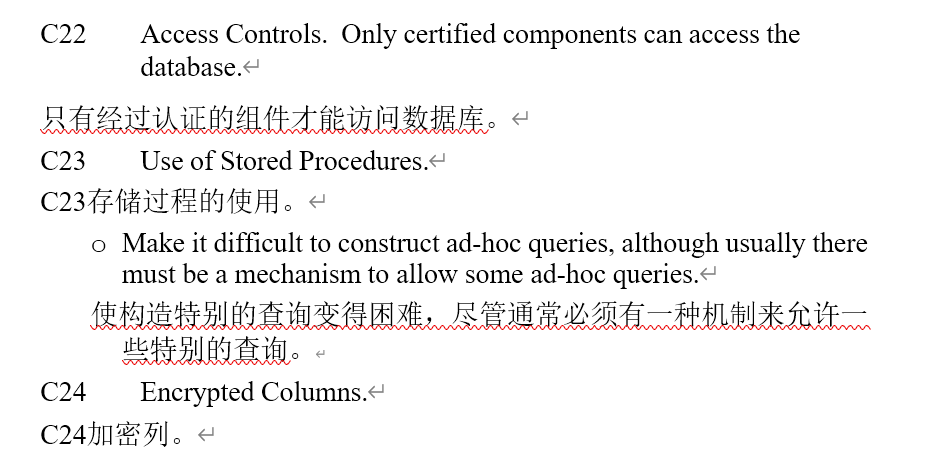 C22 Access Controls. Only certified components can access the
database.
只有经过认证的组件才能访问数据库。
C23 Use of Stored Procedures.
C23存储过程的使用。
o Make it difficult to construct ad-hoc queries, although usually there
must be a mechanism to allow some ad-hoc queries.
使构造特别的查询变得困难，尽管通常必须有一种机制来允许一
些特别的查询。
C24 Encrypted Columns.
C24加密列。